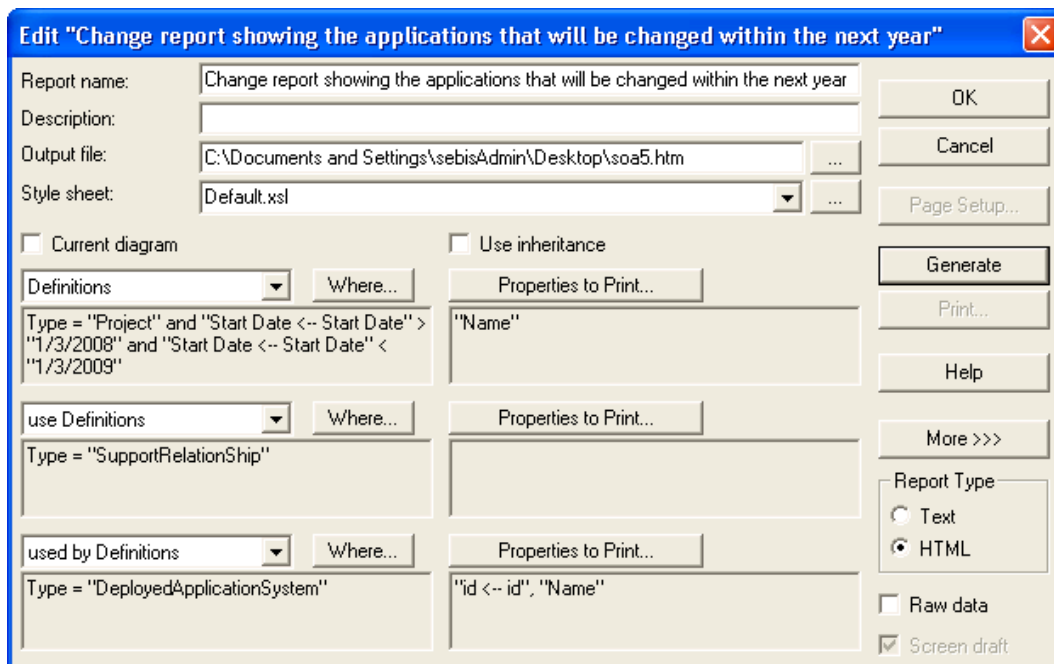 Edit "Change report showing the applications that will be changed within the next year"
Report name:
Change report showing the applications that will be changed within the next year
OK
Description:
Cancel
Output file:
C:\Documents and Settings\sebisAdmin\Desktop\soa5.htm
...
Style sheet:
Default.xsl
...
Page Setup...
Current diagram
Use inheritance
Generate
Definitions
Where...
Properties to Print...
Print...
Type = "Project" and "Start Date <-- Start Date" >
"1/3/2008" and "Start Date <-- Start Date" <
"1/3/2009"
"Name"
Help
use Definitions
Where...
Properties to Print...
More >>>
Type = "SupportRelationShip"
Report Type
Text
HTML
used by Definitions
Where...
Properties to Print...
Type = "DeployedApplicationSystem"
"id <-- id", "Name"
Raw data
Screen draft